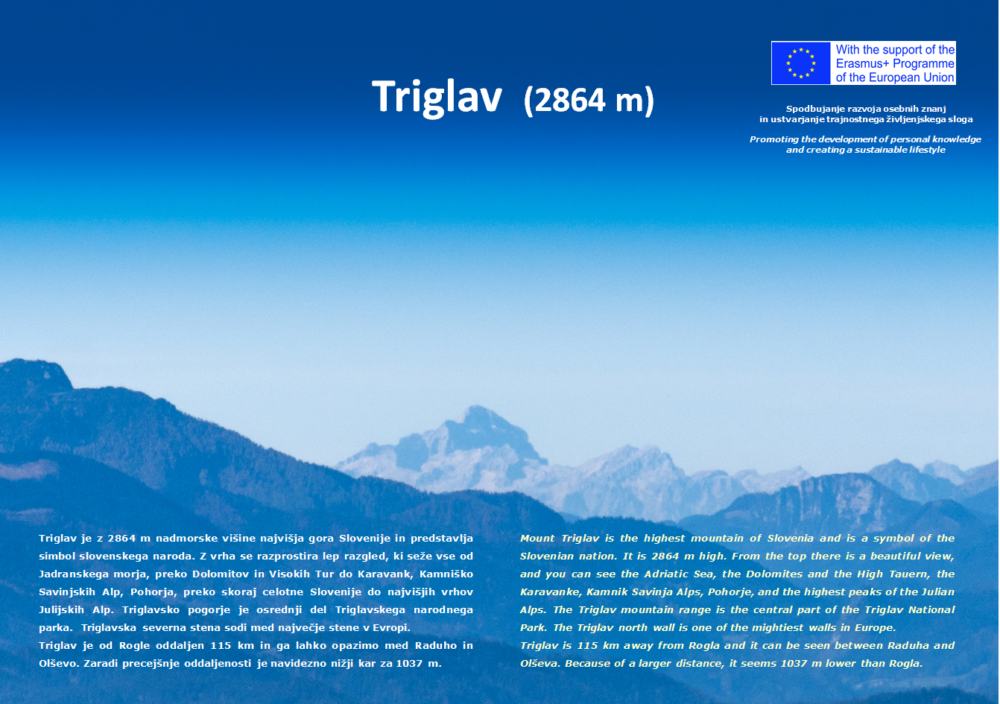 With the support of the
Erasmus+ Programme
of the European Union
Triglav (2864 m)
Spodbujanje razvoja osebnih znanj
in ustvarjanje trajnostnega življenjskega sloga
Promoting the development of personal knowledge
and creating a sustainable lifestyle
Triglav je z 2864 m nadmorske višine najvišja gora Slovenije in predstavlja
simbol slovenskega naroda. Z vrha se razprostira lep razgled, ki seže vse od
Jadranskega morja, preko Dolomitov in Visokih Tur do Karavank, Kamniško
Savinjskih Alp, Pohorja, preko skoraj celotne Slovenije do najvišjih vrhov
Julijskih Alp. Triglavsko pogorje je osrednji del Triglavskega narodnega
parka. Triglavska severna stena sodi med največje stene v Evropi.
Triglav je od Rogle oddaljen 115 km in ga lahko opazimo med Raduho in
Olševo. Zaradi precejšnje oddaljenosti je navidezno nižji kar za 1037 m.
Mount Triglav is the highest mountain of Slovenia and is a symbol of the
Slovenian nation. It is 2864 m high. From the top there is a beautiful view,
and you can see the Adriatic Sea, the Dolomites and the High Tauern, the
Karavanke, Kamnik Savinja Alps, Pohorje, and the highest peaks of the Julian
Alps. The Triglav mountain range is the central part of the Triglav National
Park. The Triglav north wall is one of the mightiest walls in Europe.
Triglav is 115 km away from Rogla and it can be seen between Raduha and
Olševa. Because of a larger distance, it seems 1037 m lower than Rogla.